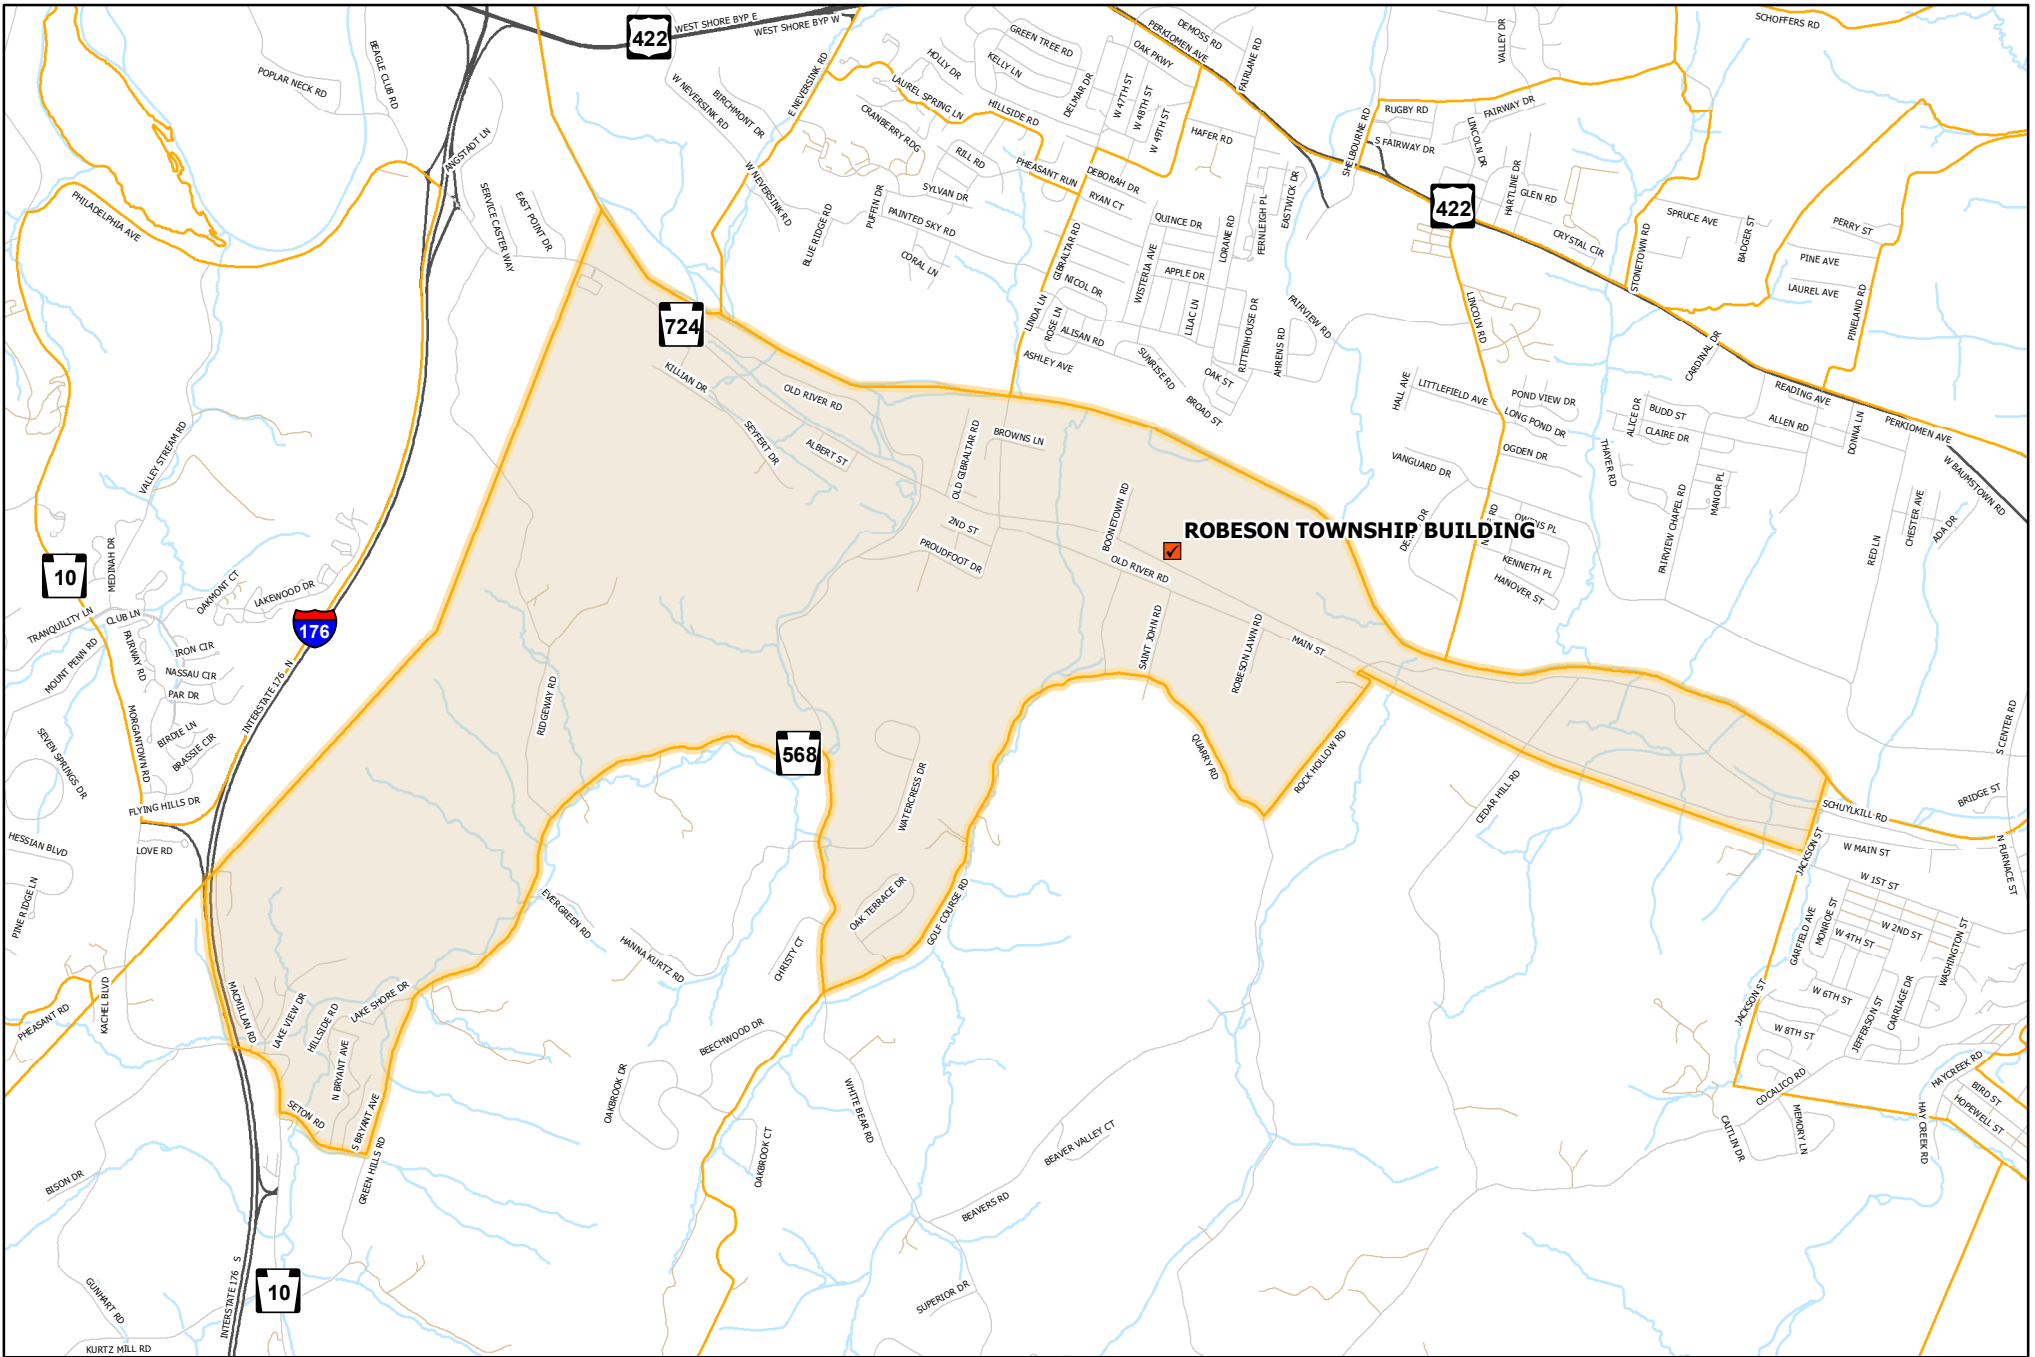 422
WEST SHORE BYP E
WEST SHORE BYP W
PERKIOMEN AVE
DEMOSS RD
OAK PKWY
FAIRLANE RD
VALLEY DR
SCHOFFERS RD
BEAGLE CLUB RD
POPLAR NECK RD
GREEN TREE RD
KELLY LN
HOLLY DR
LAUREL SPRING LN
HILLSIDE RD
DELMAR DR
W 47TH ST
W 48TH ST
W 49TH ST
HAFER RD
E NEVERSINK RD
W NEVERSINK RD
BIRCHMONT DR
CRANBERRY RDG
RILL RD
PHEASANT RUN
DEBORAH DR
RYAN CT
SHELBOURNE RD
RUGBY RD
FAIRWAY DR
S FAIRWAY DR
LINCOLN DR
HARTLINE DR
GLEN RD
422
CRYSTAL CIR
STONETOWN RD
SPRUCE AVE
BADGER ST
PERRY ST
PINE AVE
LAUREL AVE
PINELAND RD
ANGSTADT LN
SERVICE CASTER WAY
EAST POINT DR
PHILADELPHIA AVE
W NEVERSINK RD
BLUE RIDGE RD
PUFFIN DR
SYLVAN DR
PAINTED SKY RD
CORAL LN
QUINCE DR
LORANE RD
FERNLEIGH PL
EASTWICK DR
GIBRALTAR RD
WISTERIA AVE
APPLE DR
NICOL DR
LILAC LN
LINDA LN
ROSE LN
ALISAN RD
ASHLEY AVE
SUNRISE RD
OAK ST
BROAD ST
RITTENHOUSE DR
AHRENS RD
FAIRVIEW RD
LINCOLN RD
CARDINAL DR
READING AVE
PERKIOMEN AVE
W BAUMSTOWN RD
724
KILLIAN DR
OLD RIVER RD
SEYFERT DR
ALBERT ST
OLD GIBRALTAR RD
BROWNS LN
2ND ST
PROUDFOOT DR
BOONETOWN RD
OLD RIVER RD
ROBESON TOWNSHIP BUILDING
HALL AVE
LITTLEFIELD AVE
POND VIEW DR
LONG POND DR
OGDEN DR
VANGUARD DR
THAYER RD
ALICE DR
BUDD ST
CLAIRE DR
ALLEN RD
DONNA LN
MANOR PL
FAIRVIEW CHAPEL RD
RED LN
CHESTER AVE
ADA DR
OWENS PL
KENNETH PL
HANOVER ST
VALLEY STREAM RD
10
MEDINAH DR
OAKMONT CT
LAKEWOOD DR
TRANQUILITY LN
CLUB LN
176
MOUNT PENN RD
FAIRWAY RD
IRON CIR
NASSAU CIR
PAR DR
BIRDIE LN
BRASSIE CIR
INTERSTATE 176 N
MORGANTOWN RD
SEVEN SPRINGS DR
FLYING HILLS DR
HESSIAN BLVD
LOVE RD
PINE RIDGE LN
RIDGEWAY RD
568
WATERCRESS DR
SAINT JOHN RD
ROBESON LAWN RD
MAIN ST
QUARRY RD
ROCK HOLLOW RD
CEDAR HILL RD
S CENTER RD
BRIDGE ST
SCHUYLKILL RD
JACKSON ST
W MAIN ST
N FURNACE ST
W 1ST ST
GARFIELD AVE
MONROE ST
W 2ND ST
W 4TH ST
WASHINGTON ST
W 6TH ST
CARRIAGE DR
JEFFERSON ST
W 8TH ST
JACKSON ST
COCALICO RD
CAITLIN DR
MEMORY LN
HAYCREEK RD
BIRD ST
HOPEWELL ST
HAY CREEK RD
OAK TERRACE DR
GOLF COURSE RD
EVERGREEN RD
HANNA KURTZ RD
CHRISTY CT
BEECHWOOD DR
OAKBROOK DR
OAKBROOK CT
WHITE BEAR RD
BEAVER VALLEY CT
BEAVERS RD
SUPERIOR DR
KACHEL BLVD
PHEASANT RD
MACMILLAN RD
LAKE VIEW DR
HILLSIDE RD
LAKE SHORE DR
N BRYANT AVE
SETON RD
S BRYANT AVE
GREEN HILLS RD
BISON DR
GUNHART RD
INTERSTATE 176 S
10
KURTZ MILL RD